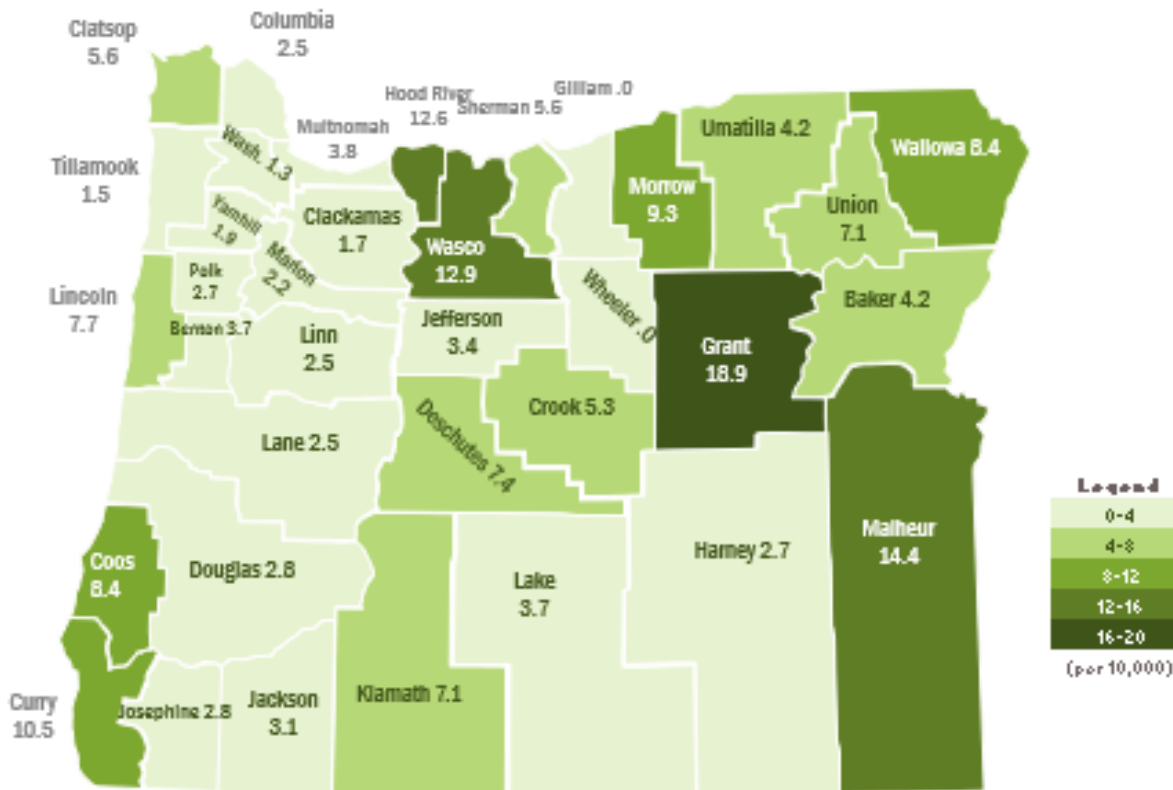 Clatsop
5.6
Columbia
2.5
Hood River
12.6
Sherman 5.6
Gilliam .0
Multnomah
3.8
Umatilla 4.2
Wallowa 8.4
Tillamook
1.5
Wash. 1.3
Morrow
9.3
Union
7.1
Yamhill
1.9
Clackamas
1.7
Wasco
12.9
Marion
2.2
Polk
2.7
Lincoln
7.7
Benton 3.7
Linn
2.5
Jefferson
3.4
Wheeler .0
Grant
18.9
Baker 4.2
Crook 5.3
Lane 2.5
Deschutes 7.4
Legend
0-4
4-8
8-12
12-16
16-20
(per 10,000)
Coos
8.4
Douglas 2.8
Lake
3.7
Harney 2.7
Malheur
14.4
Curry
10.5
Josephine 2.8
Jackson
3.1
Klamath 7.1